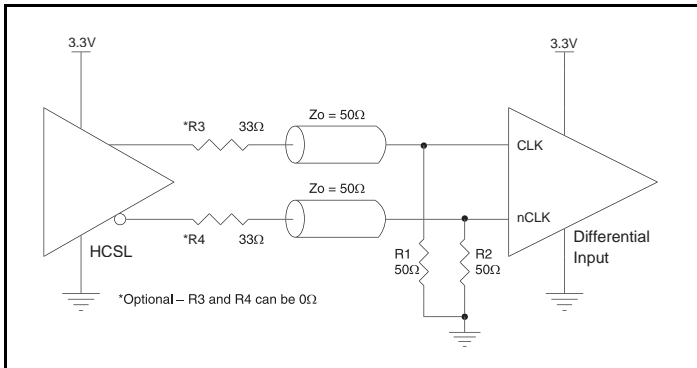 3.3V
3.3V
*R3
33Ω
Zo = 50Ω
CLK
Zo = 50Ω
nCLK
*R4
33Ω
HCSL
R1
50Ω
R2
50Ω
Differential
Input
*Optional – R3 and R4 can be 0Ω